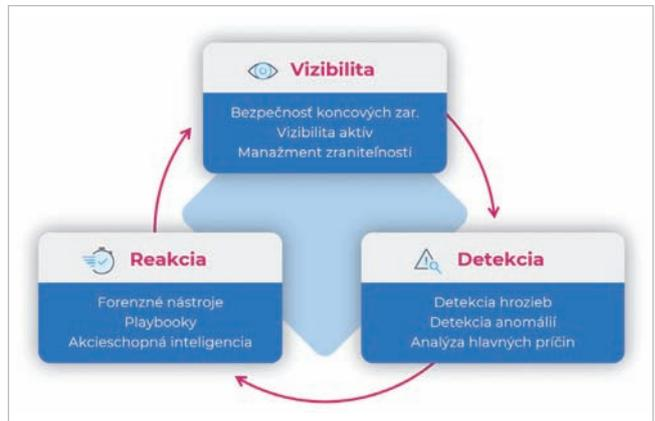 Vizibilita
Bezpečnosť koncových zar.
Vizibilita aktív
Manažment zraniteľností
Reakcia
Forenzné nástroje
Playbooky
Akcieschopná inteligencia
Detekcia
Detekcia hrozieb
Detekcia anomálií
Analýza hlavných príčin